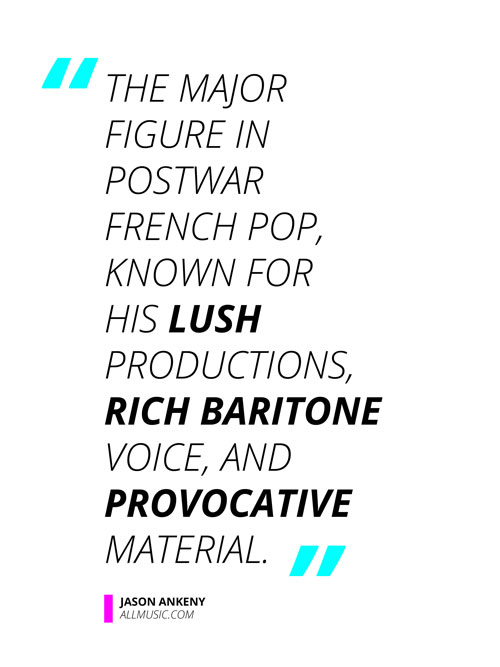 “
THE MAJOR
FIGURE IN
POSTWAR
FRENCH POP,
KNOWN FOR
HIS LUSH
PRODUCTIONS,
RICH BARITONE
VOICE, AND
PROVOCATIVE
MATERIAL. ”
JASON ANKENY
ALLMUSIC.COM